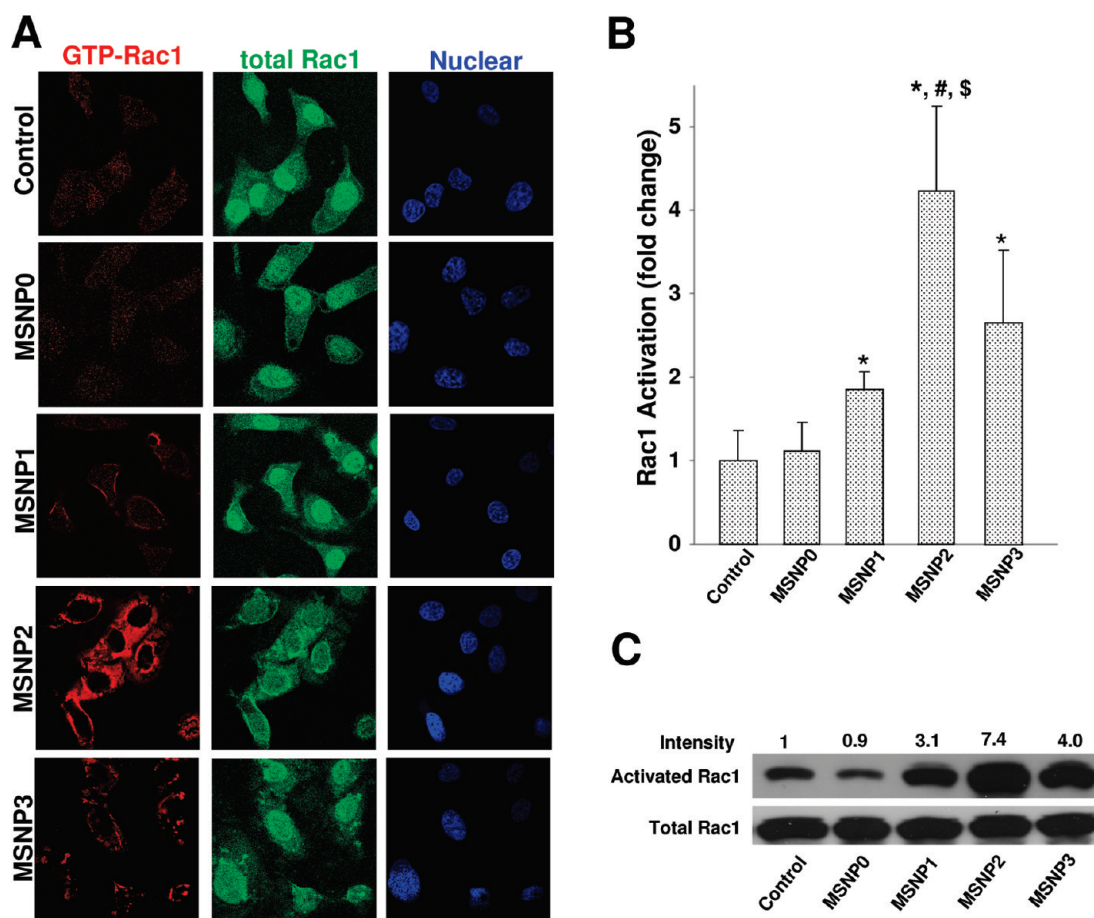 A
GTP-Rac1 total Rac1 Nuclear
Control
MSNP0
MSNP1
MSNP2
MSNP3
B
Rac1 Activation (fold change)
5
4
3
2
1
0
*, #, $
*
*
Control MSNP0 MSNP1 MSNP2 MSNP3
C
Intensity 1 0.9 3.1 7.4 4.0
Activated Rac1
Total Rac1
Control MSNP0 MSNP1 MSNP2 MSNP3